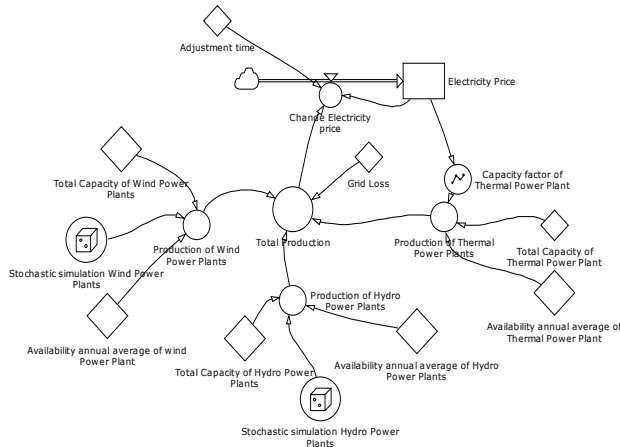 Adjustment time
Electricity Price
Change Electricity
price
Total Capacity of Wind Power
Plants
Grid Loss
Capacity factor of
Thermal Power Plant
Production of Wind
Power Plants
Total Production
Production of Thermal
Power Plants
Total Capacity of
Thermal Power Plant
Stochastic simulation Wind Power
Plants
Production of Hydro
Power Plants
Availability annual average of
Thermal Power Plant
Availability annual average of wind
Power Plant
Total Capacity of Hydro Power
Plants
Availability annual average of Hydro
Power Plants
Stochastic simulation Hydro Power
Plants